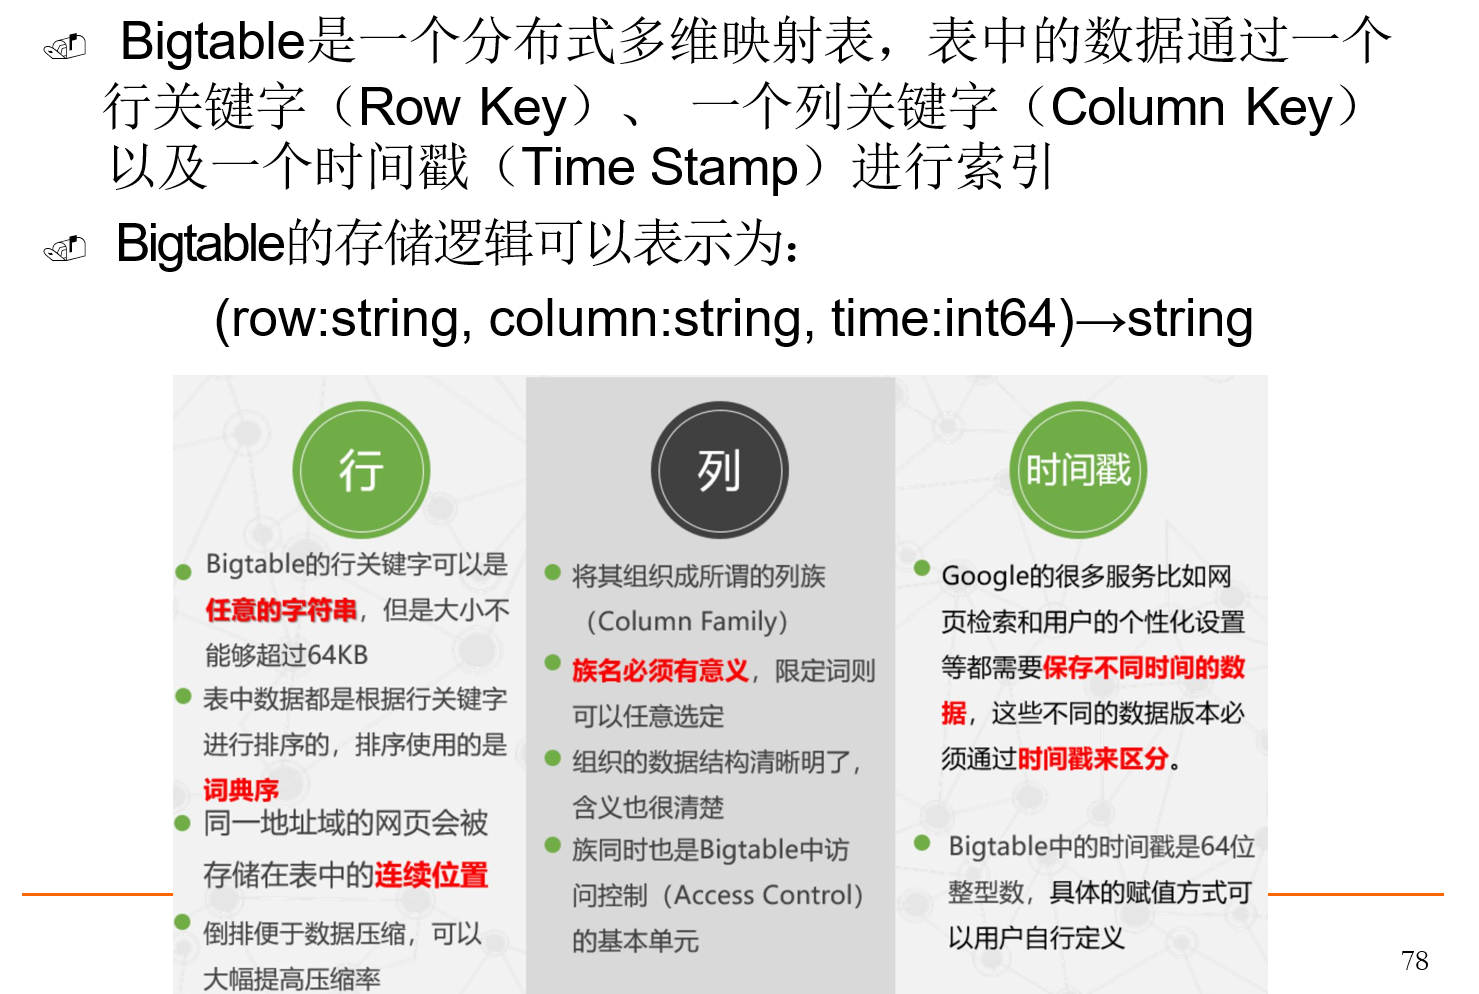 Bigtable是一个分布式多维映射表，表中的数据通过一个
行关键字（Row Key）、 一个列关键字（Column Key）
以及一个时间戳（Time Stamp）进行索引
Bigtable的存储逻辑可以表示为：
(row:string, column:string, time:int64)→string
行
Bigtable的行关键字可以是
任意的字符串，但是大小不
能够超过64KB
表中数据都是根据行关键字
进行排序的，排序使用的是
词典序
同一地址域的网页会被
存储在表中的连续位置
倒排便于数据压缩，可以
大幅提高压缩率
列
将其组织成所谓的列族
（Column Family）
族名必须有意义，限定词则
可以任意选定
组织的数据结构清晰明了，
含义也很清楚
族同时也是Bigtable中访
问控制（Access Control）
的基本单元
时间戳
Google的很多服务比如网
页检索和用户的个性化设置
等都需要保存不同时间的数
据，这些不同的数据版本必
须通过时间戳来区分。
Bigtable中的时间戳是64位
整型数，具体的赋值方式可
以用户自行定义
78